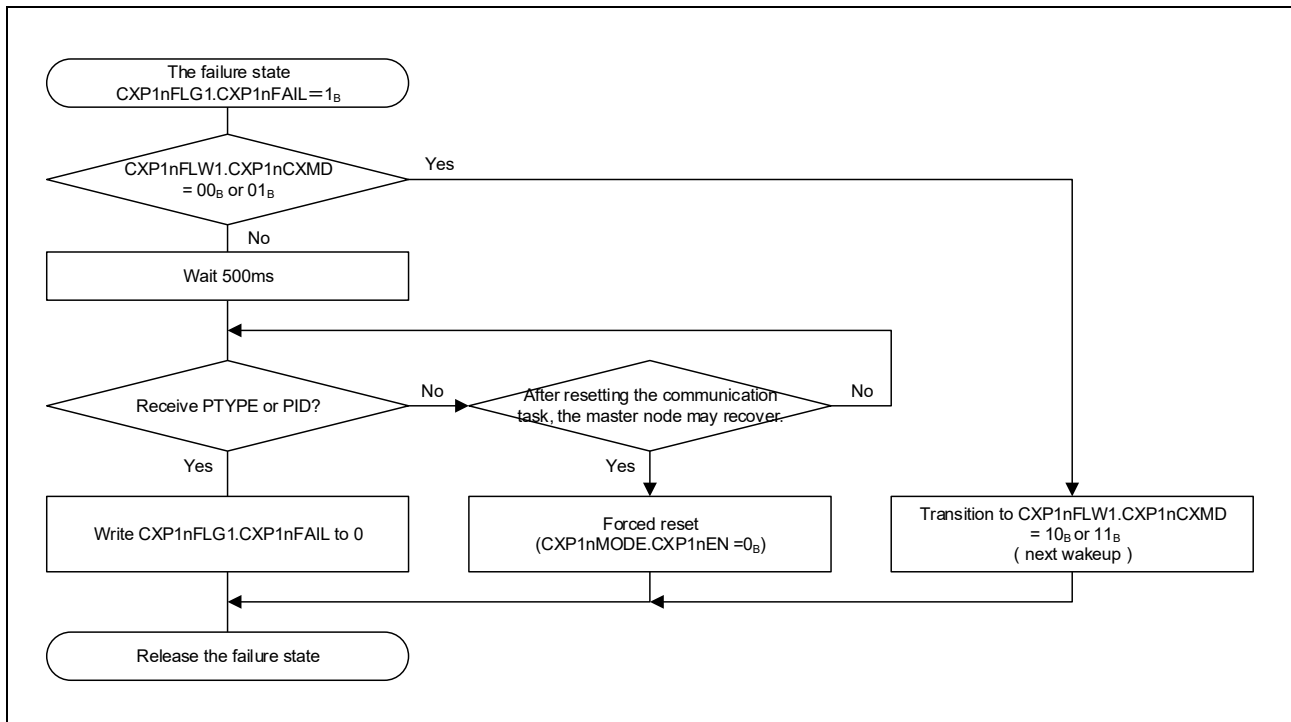 The failure state
CXP1nFLG1.CXP1nFAIL＝1B
CXP1nFLW1.CXP1nCXMD
= 00B or 01B
Yes
No
Wait 500ms
Receive PTYPE or PID?
No
After resetting the communication
task, the master node may recover.
No
Yes
Yes
Write CXP1nFLG1.CXP1nFAIL to 0
Forced reset
(CXP1nMODE.CXP1nEN =0B)
Transition to CXP1nFLW1.CXP1nCXMD
= 10B or 11B
( next wakeup )
Release the failure state